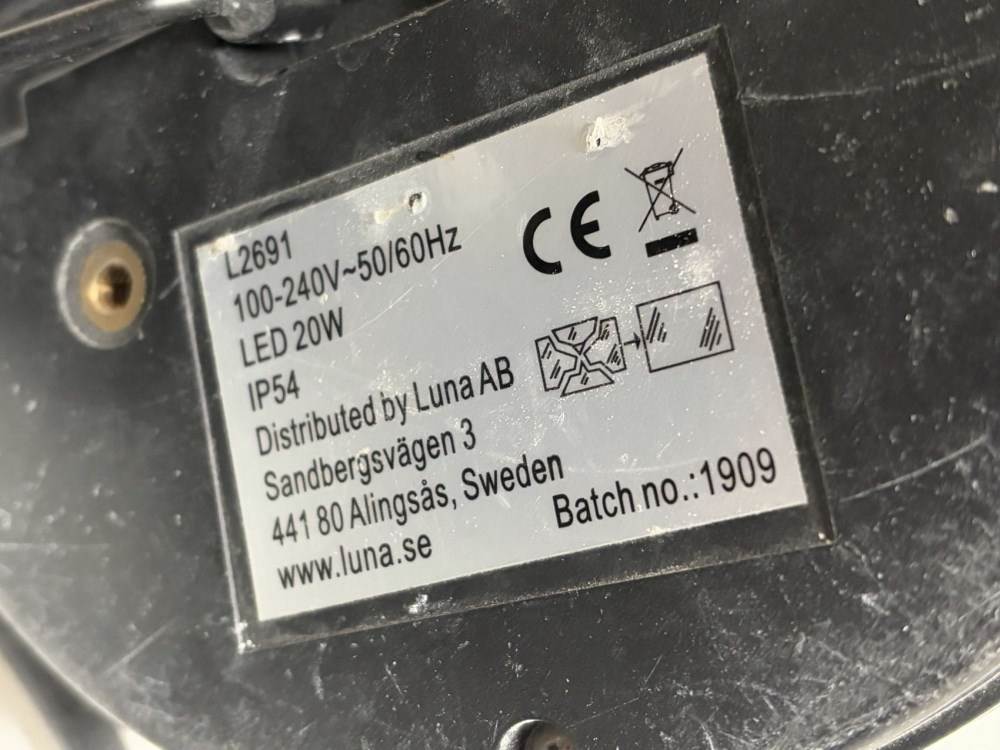 L2691
100-240V~50/60Hz
LED 20W
IP54
Distributed by Luna AB
Sandbergsvägen 3
441 80 Alingsås, Sweden
www.luna.se
CE
Batch no.:1909